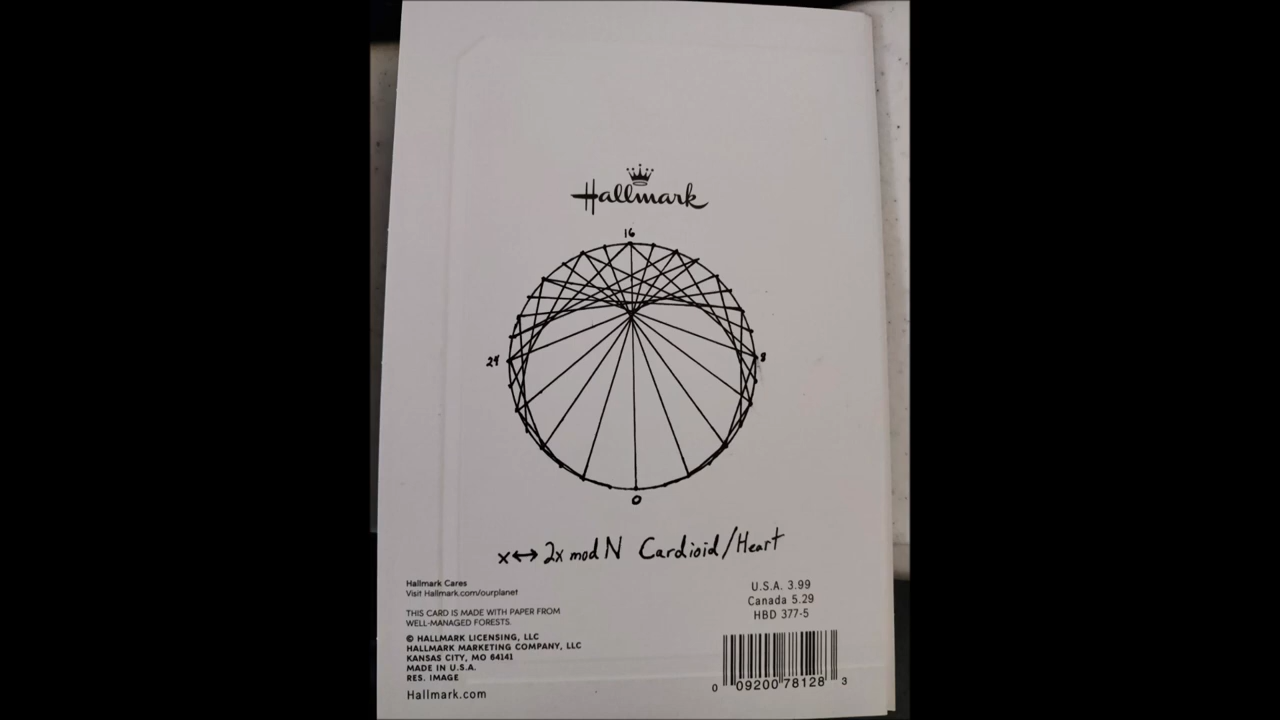 Hallmark
16
24
8
0
x↔2x mod N Cardioid/Heart
Hallmark Cares
Visit Hallmark.com/ourplanet
THIS CARD IS MADE WITH PAPER FROM
WELL-MANAGED FORESTS.
© HALLMARK LICENSING, LLC
HALLMARK MARKETING COMPANY, LLC
KANSAS CITY, MO 64141
MADE IN U.S.A.
RES. IMAGE
Hallmark.com
U.S.A. 3.99
Canada 5.29
HBD 377-5
0 09200 78128 3